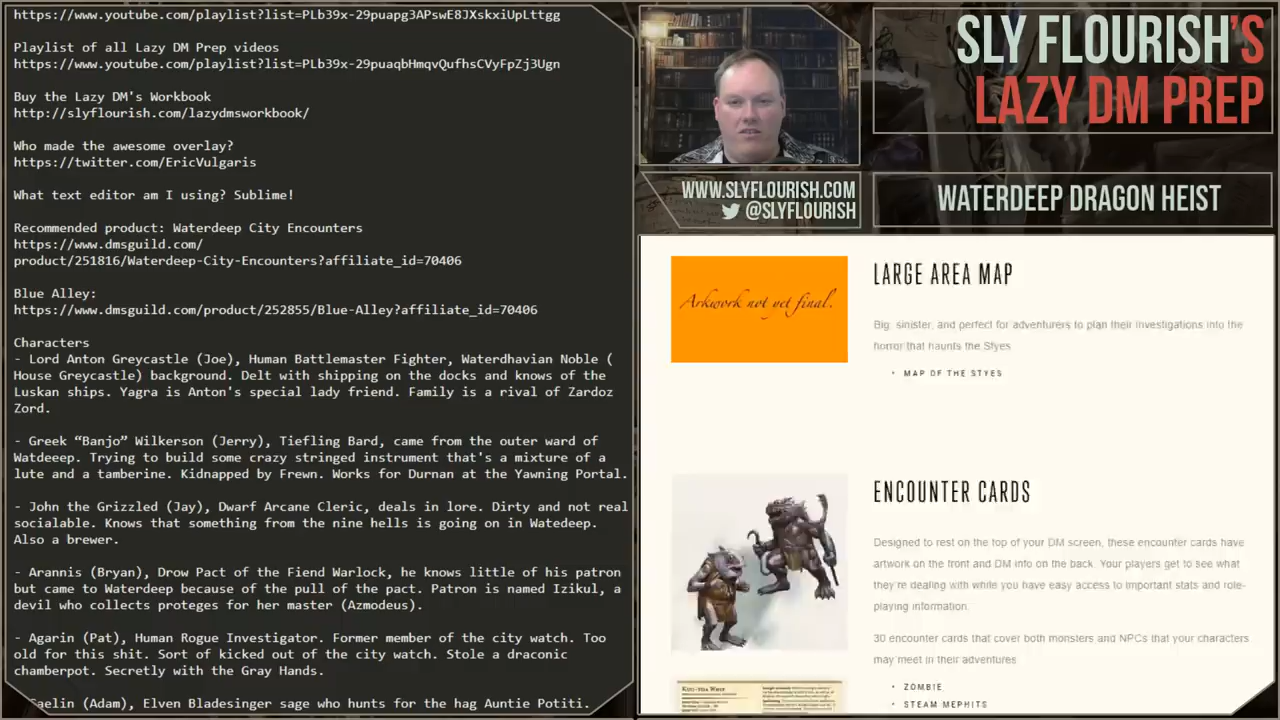 https://www.youtube.com/playlist?list=PLb39x-29puapg3APswE8JXskxiUpLttgg
Playlist of all Lazy DM Prep videos
https://www.youtube.com/playlist?list=PLb39x-29puaqbHmqvQufhsCVyFpZj3Ugn
Buy the Lazy DM's Workbook
http://slyflourish.com/lazydmsworkbook/
Who made the awesome overlay?
https://twitter.com/EricVulgaris
What text editor am I using? Sublime!
Recommended Product: Waterdeep City Encounters
https://www.dmsguild.com/
product/251816/Waterdeep-City-Encounters?affiliate_id=70406
Blue Alley:
//www.dmsguild.com/product/252855/Blue-Alley?affiliate_id=70406
Characters
- Lord Anton Greycastle (Joe), Human Battlemaster Fighter, Waterdhavian Noble (
House Greycastle) background. Delt with shipping on the docks and knows of the
Luskan ships. Yagra is Anton's special lady friend. Family is a rival of Zardoz
Zord.
- Greek “Banjo” Wilkerson (Jerry), Tiefling Bard, came from the outer ward of
Watdeeep. Trying to build some crazy stringed instrument that's a mixture of a
lute and a tamberine. Kidnapped by Frewn. Works for Durnan at the Yawning Portal.
- John the Grizzled (Jay), Dwarf Arcane Cleric, deals in lore. Dirty and not real
socialable. Knows that something from the nine hells is going on in Watedeep.
Also a brewer.
- Arannis (Bryan), Drow Pact of the Fiend Warlock, he knows little of his patron
but came to Waterdeep because of the influence of the hells. Patron is named Izikul, a
devil who collects proteges for her master (Azmodeus).
- Agarin (Pat), Human Rogue Investigator. Former member of the city watch. Too
old for this shit. Sort of kicked out of the city watch. Stole a draconic
chamberpot. Secretly with the Gray Hands.
SLY FLOURISH'S
LAZY DM PREP
WWW.SLYFLOURISH.COM
@SLYFLOURISH
WATERDEEP DRAGON HEIST
Arkwork not yet final.
LARGE AREA MAP
Big, sinister, and perfect for adventurers to plan their investigations into the
horror that haunts the Styes
MAP OF THE STYES
ENCOUNTER CARDS
Designed to rest on the top of your DM screen, these encounter cards have
artwork on the front and DM info on the back. Your players get to see what
they're dealing with while you have easy access to important stats and role-
playing information.
30 encounter cards that cover both monsters and NPCs that your characters
may meet in their adventures
ZOMBIE
STEAM MEPHITS